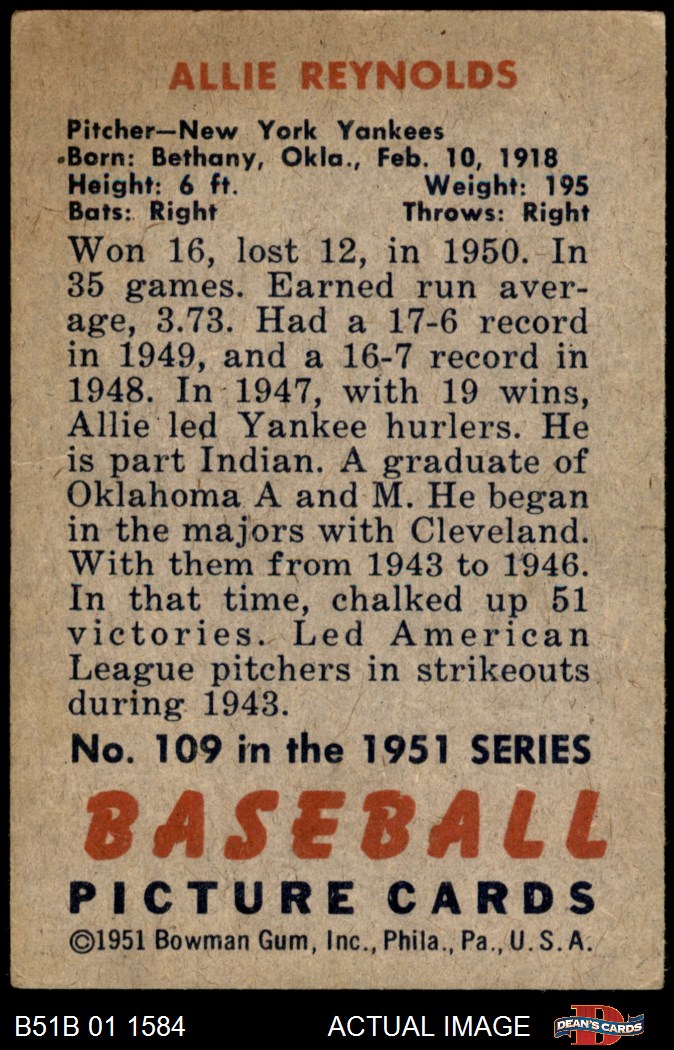 ALLIE REYNOLDS
Pitcher—New York Yankees
Born: Bethany, Okla., Feb. 10, 1918
Height: 6 ft. Weight: 195
Bats: Right Throws: Right
Won 16, lost 12, in 1950. In
35 games. Earned run aver-
age, 3.73. Had a 17-6 record
in 1949, and a 16-7 record in
1948. In 1947, with 19 wins,
Allie led Yankee hurlers. He
is part Indian. A graduate of
Oklahoma A and M. He began
in the majors with Cleveland.
With them from 1943 to 1946.
In that time, chalked up 51
victories. Led American
League pitchers in strikeouts
during 1943.
No. 109 in the 1951 SERIES
BASEBALL
PICTURE CARDS
©1951 Bowman Gum, Inc., Phila., Pa., U.S.A.
B51B 01 1584 ACTUAL IMAGE DEAN'S CARDS